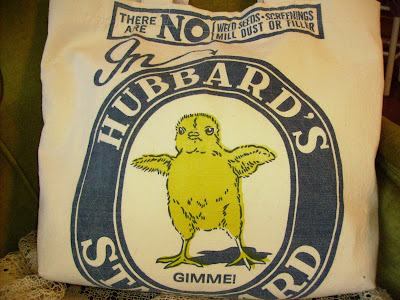 THERE ARE NO WEED SEEDS · SCREENINGS
MILL DUST OR FILLER
In
HUBBARD'S
GIMME!